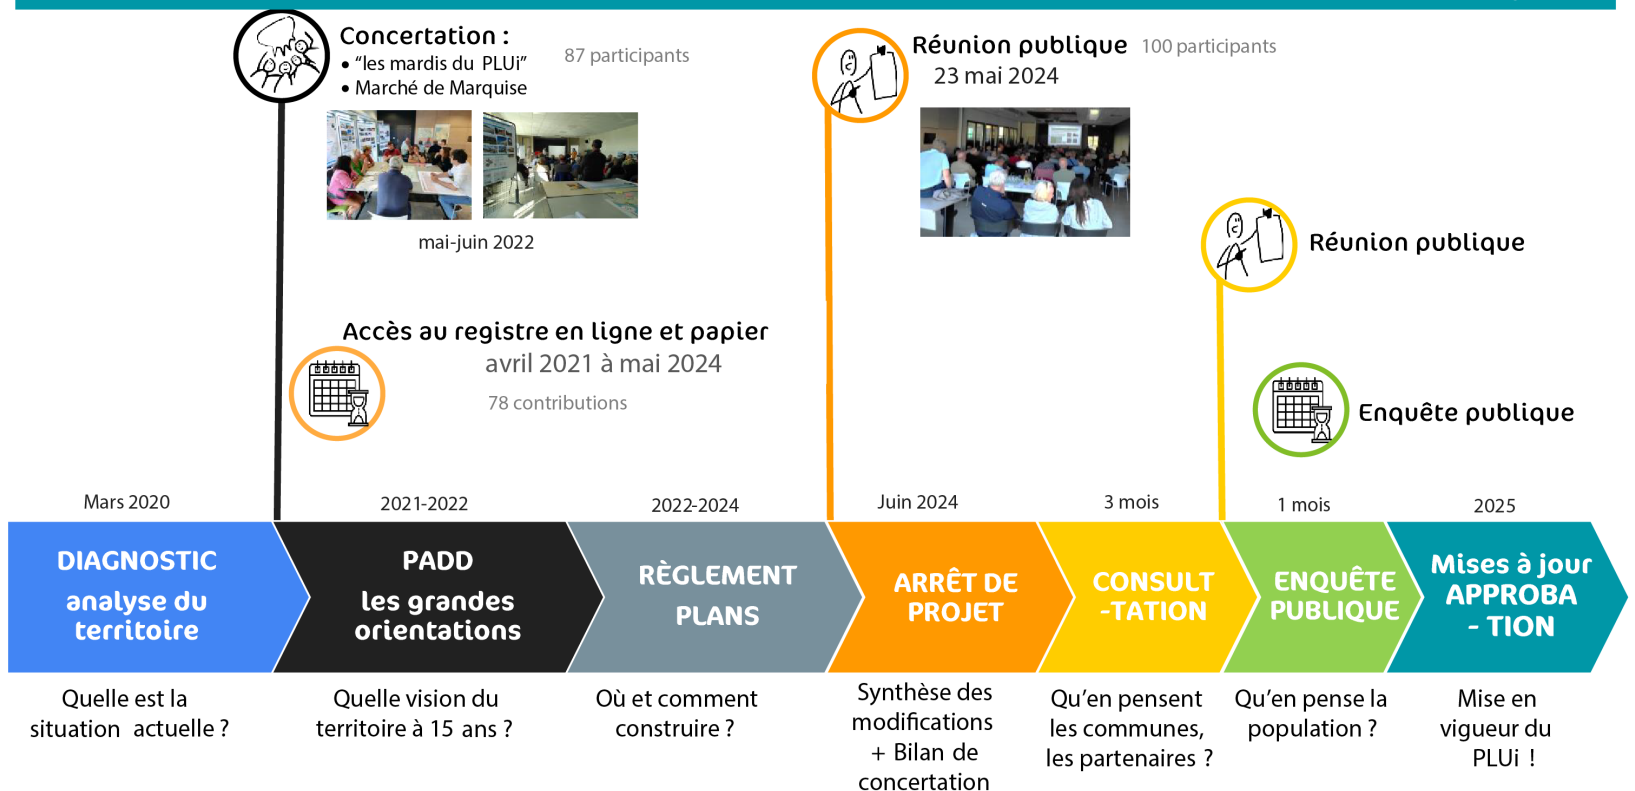 Concertation :
• “les mardis du PLUi”
• Marché de Marquise
87 participants
mai-juin 2022
Réunion publique 100 participants
23 mai 2024
Réunion publique
Accès au registre en ligne et papier
avril 2021 à mai 2024
78 contributions
Enquête publique
Mars 2020
2021-2022
2022-2024
Juin 2024
3 mois
1 mois
2025
DIAGNOSTIC
analyse du
territoire
PADD
les grandes
orientations
RÈGLEMENT
PLANS
ARRÊT DE
PROJET
CONSULT
-TATION
ENQUÊTE
PUBLIQUE
Mises à jour
APPROBA
- TION
Quelle est la
situation actuelle ?
Quelle vision du
territoire à 15 ans ?
Où et comment
construire ?
Synthèse des
modifications
+ Bilan de
concertation
Qu’en pensent
les communes,
les partenaires ?
Qu’en pense la
population ?
Mise en
vigueur du
PLUi !